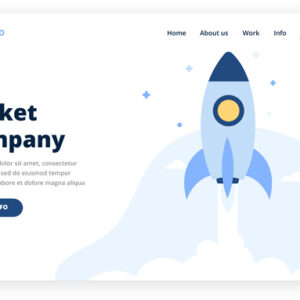 O
Home About us Work Info
ket
mpany
dolor sit amet, consectetur
sed do eiusmod tempor
abore et dolore magna aliqua
FO